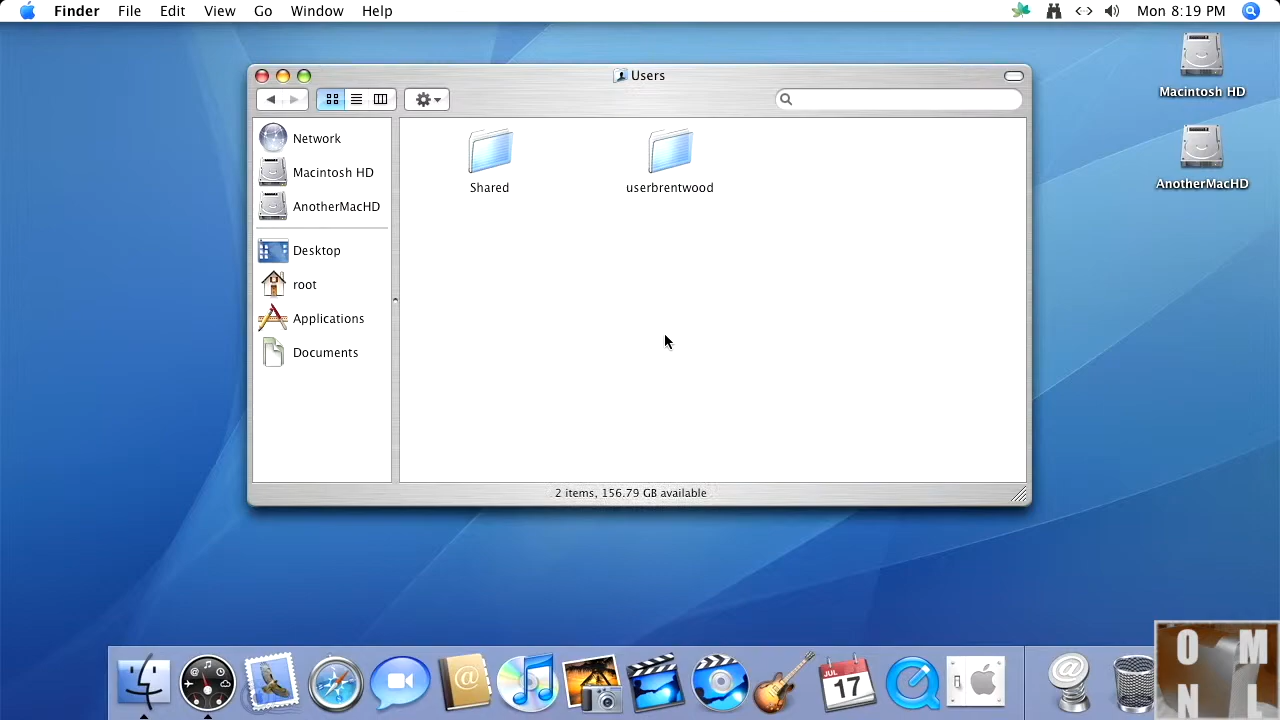 Finder File Edit View Go Window Help Mon 8:19 PM
Users
Macintosh HD
AnotherMacHD
Network
Macintosh HD
AnotherMacHD
Desktop
root
Applications
Documents
Shared
userbrentwood
2 items, 156.79 GB available
JUL
17
@
@
O M
N L